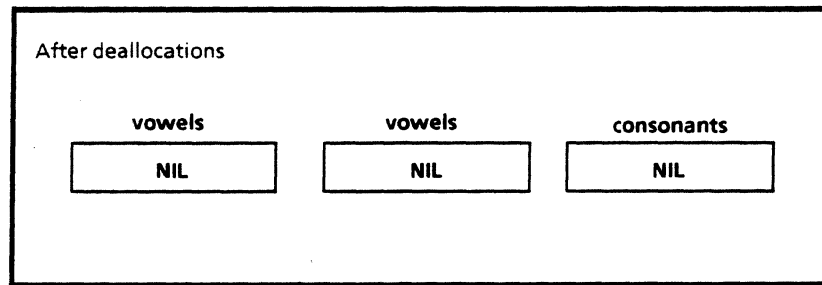 After deallocations
vowels vowels consonants
NIL NIL NIL